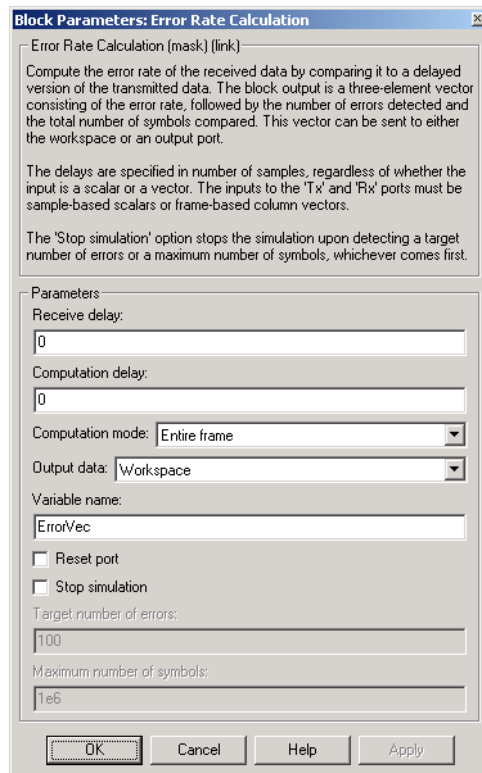 Block Parameters: Error Rate Calculation
Error Rate Calculation (mask) (link)
Compute the error rate of the received data by comparing it to a delayed
version of the transmitted data. The block output is a three-element vector
consisting of the error rate, followed by the number of errors detected and
the total number of symbols compared. This vector can be sent to either
the workspace or an output port.
The delays are specified in number of samples, regardless of whether the
input is a scalar or a vector. The inputs to the 'Tx' and 'Rx' ports must be
sample-based scalars or frame-based column vectors.
The 'Stop simulation' option stops the simulation upon detecting a target
number of errors or a maximum number of symbols, whichever comes first.
Parameters
Receive delay:
0
Computation delay:
0
Computation mode: Entire frame
Output data: Workspace
Variable name:
ErrorVec
Reset port
Stop simulation
Target number of errors:
100
Maximum number of symbols:
1e6
OK Cancel Help Apply